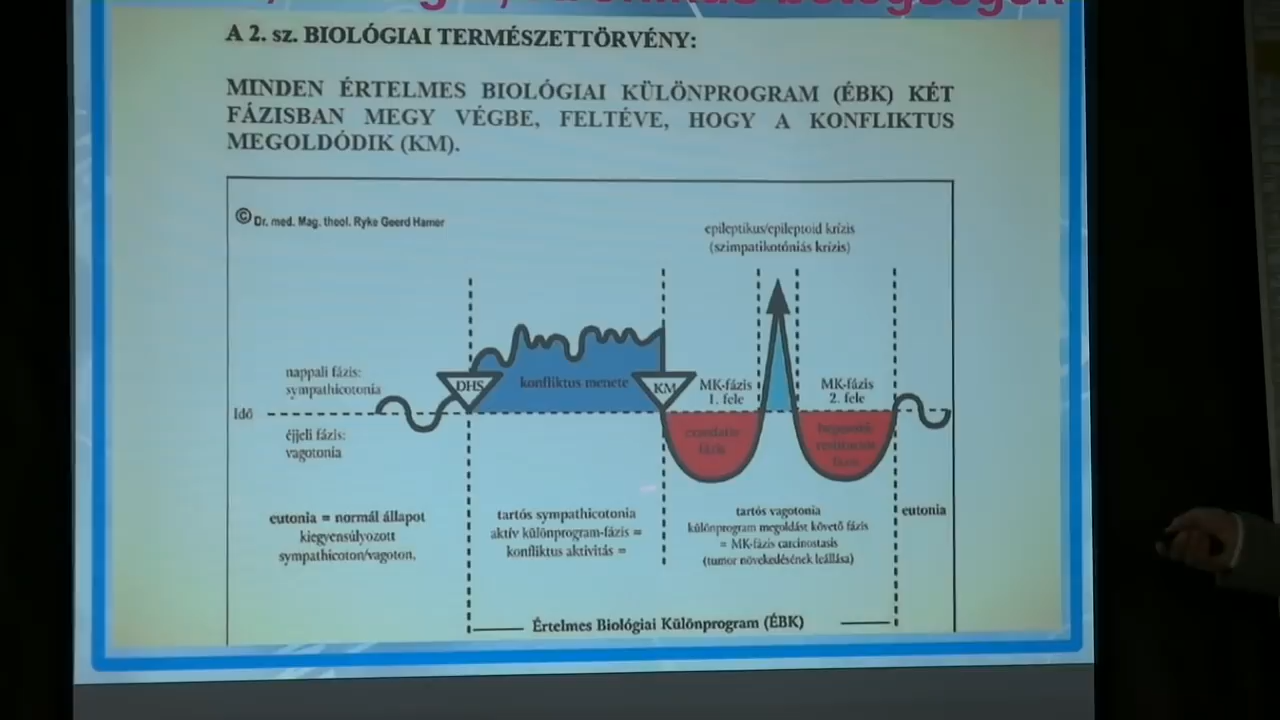 betegségek
A 2. sz. BIOLÓGIAI TERMÉSZETTÖRVÉNY:
MINDEN ÉRTELMES BIOLÓGIAI KÜLÖNPROGRAM (ÉBK) KÉT
FÁZISBAN MEGY VÉGBE, FELTÉVE, HOGY A KONFLIKTUS
MEGOLDÓDIK (KM).
© Dr. med. Mag. theol. Ryke Geerd Hamer
epileptikus/epileptoid krízis
(szimpatikotóniás krízis)
nappali fázis:
sympathicotonia
DHS
konfliktus menete
KM
MK-fázis
1. fele
MK-fázis
2. fele
Idő
éjjeli fázis:
vagotonia
fázis
eutonia = normál állapot
kiegyensúlyozott
sympathicoton/vagoton.
tartós sympathicotonia
aktív különprogram-fázis =
konfliktus aktivitás =
tartós vagotonia
különprogram megoldást követő fázis
= MK-fázis carcinostasis
(tumor növekedésének leállása)
eutonia
Értelmes Biológiai Különprogram (ÉBK)